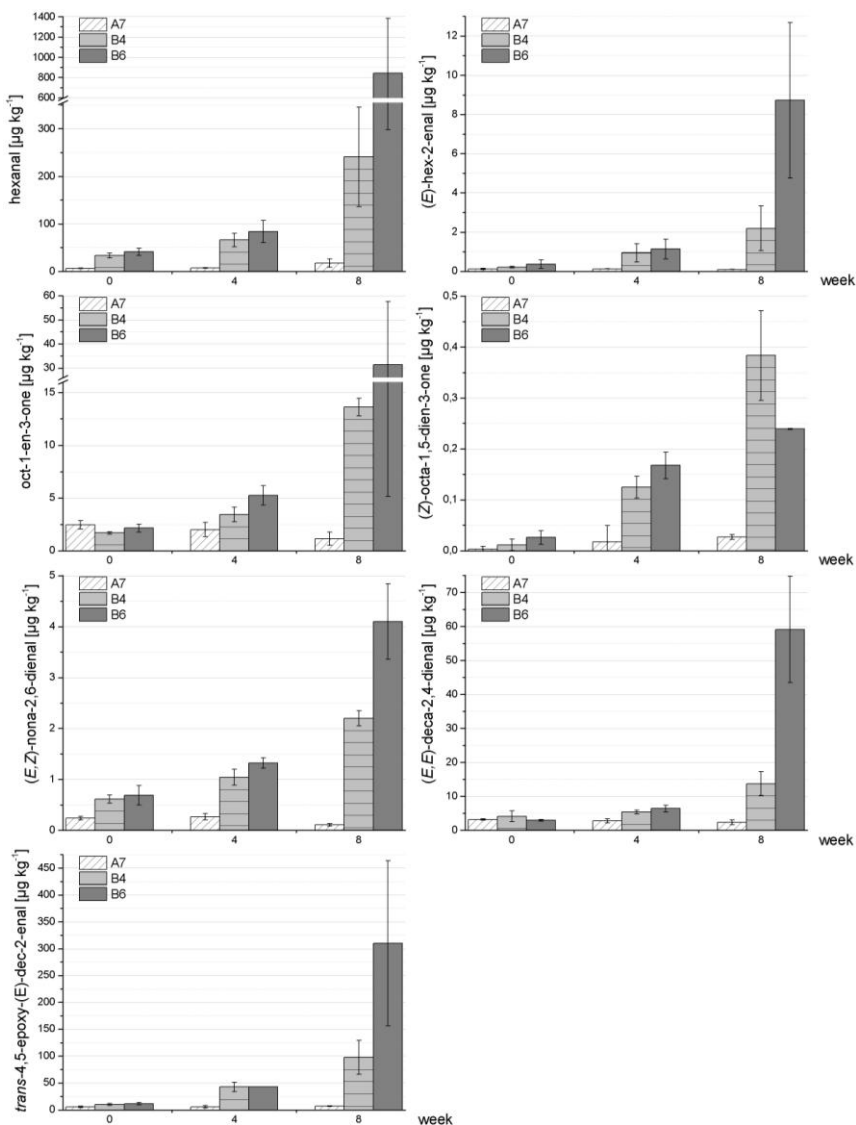 hexanal [µg kg⁻¹]
1400
1200
1000
800
600
300
200
100
50
0
A7
B4
B6
0
4
8
(E)-hex-2-enal [µg kg⁻¹]
12
10
8
6
4
2
0
A7
B4
B6
0
4
8
week
oct-1-en-3-one [µg kg⁻¹]
60
55
50
45
40
35
30
15
10
5
0
A7
B4
B6
0
4
8
(Z)-octa-1,5-dien-3-one [µg kg⁻¹]
0,5
0,4
0,3
0,2
0,1
0,0
A7
B4
B6
0
4
8
week
(E,Z)-nona-2,6-dienal [µg kg⁻¹]
5
4
3
2
1
0
A7
B4
B6
0
4
8
(E,E)-deca-2,4-dienal [µg kg⁻¹]
70
60
50
40
30
20
10
0
A7
B4
B6
0
4
8
week
trans-4,5-epoxy-(E)-dec-2-enal [µg kg⁻¹]
450
400
350
300
250
200
150
100
50
0
A7
B4
B6
0
4
8
week